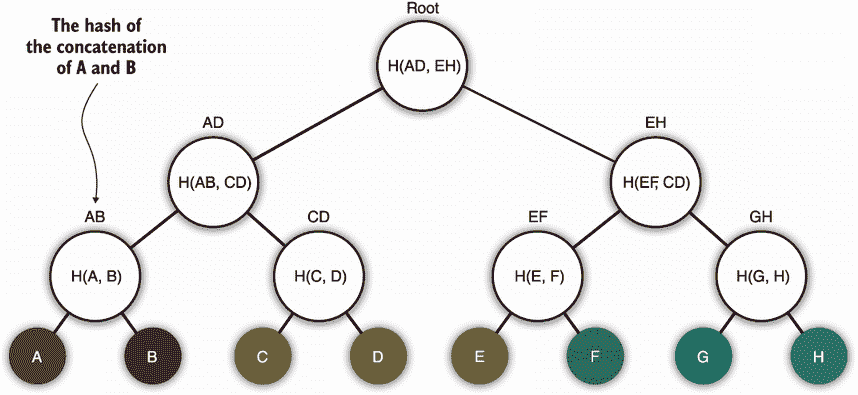 Root
The hash of
the concatenation
of A and B
H(AD, EH)
AD
EH
H(AB, CD)
H(EF, CD)
AB
CD
EF
GH
H(A, B)
H(C, D)
H(E, F)
H(G, H)
A
B
C
D
E
F
G
H